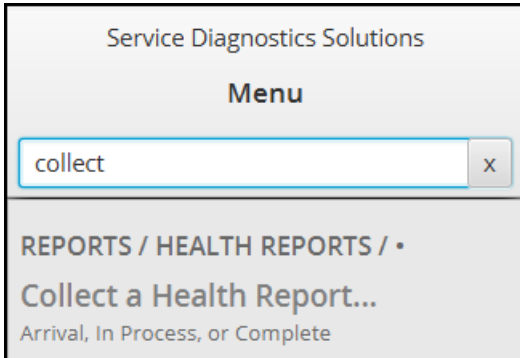 Service Diagnostics Solutions
Menu
collect
x
REPORTS / HEALTH REPORTS / •
Collect a Health Report...
Arrival, In Process, or Complete